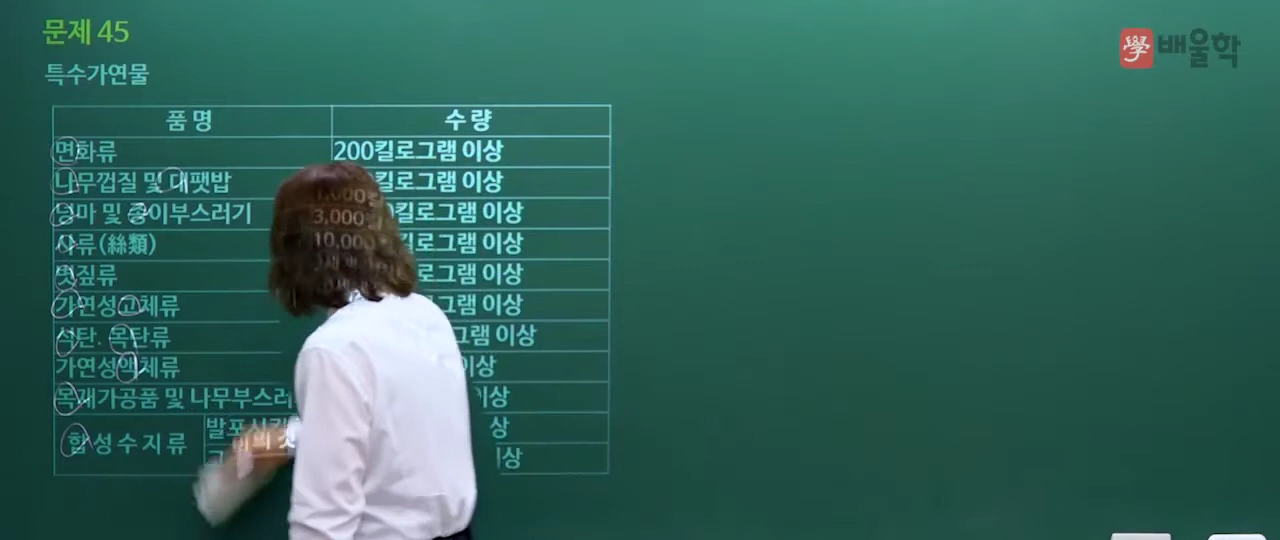 문제 45
學 배울학
특수가연물
품 명 수 량
면화류 200킬로그램 이상
나무껍질 및 대팻밥 킬로그램 이상
넝마 및 종이부스러기 킬로그램 이상
사류(絲類) 킬로그램 이상
볏짚류 로그램 이상
가연성고체류 그램 이상
석탄. 목탄류 그램 이상
가연성액체류 이상
목재가공품 및 나무부스러 이상
합 성 수 지 류 발포시킨 상
이상